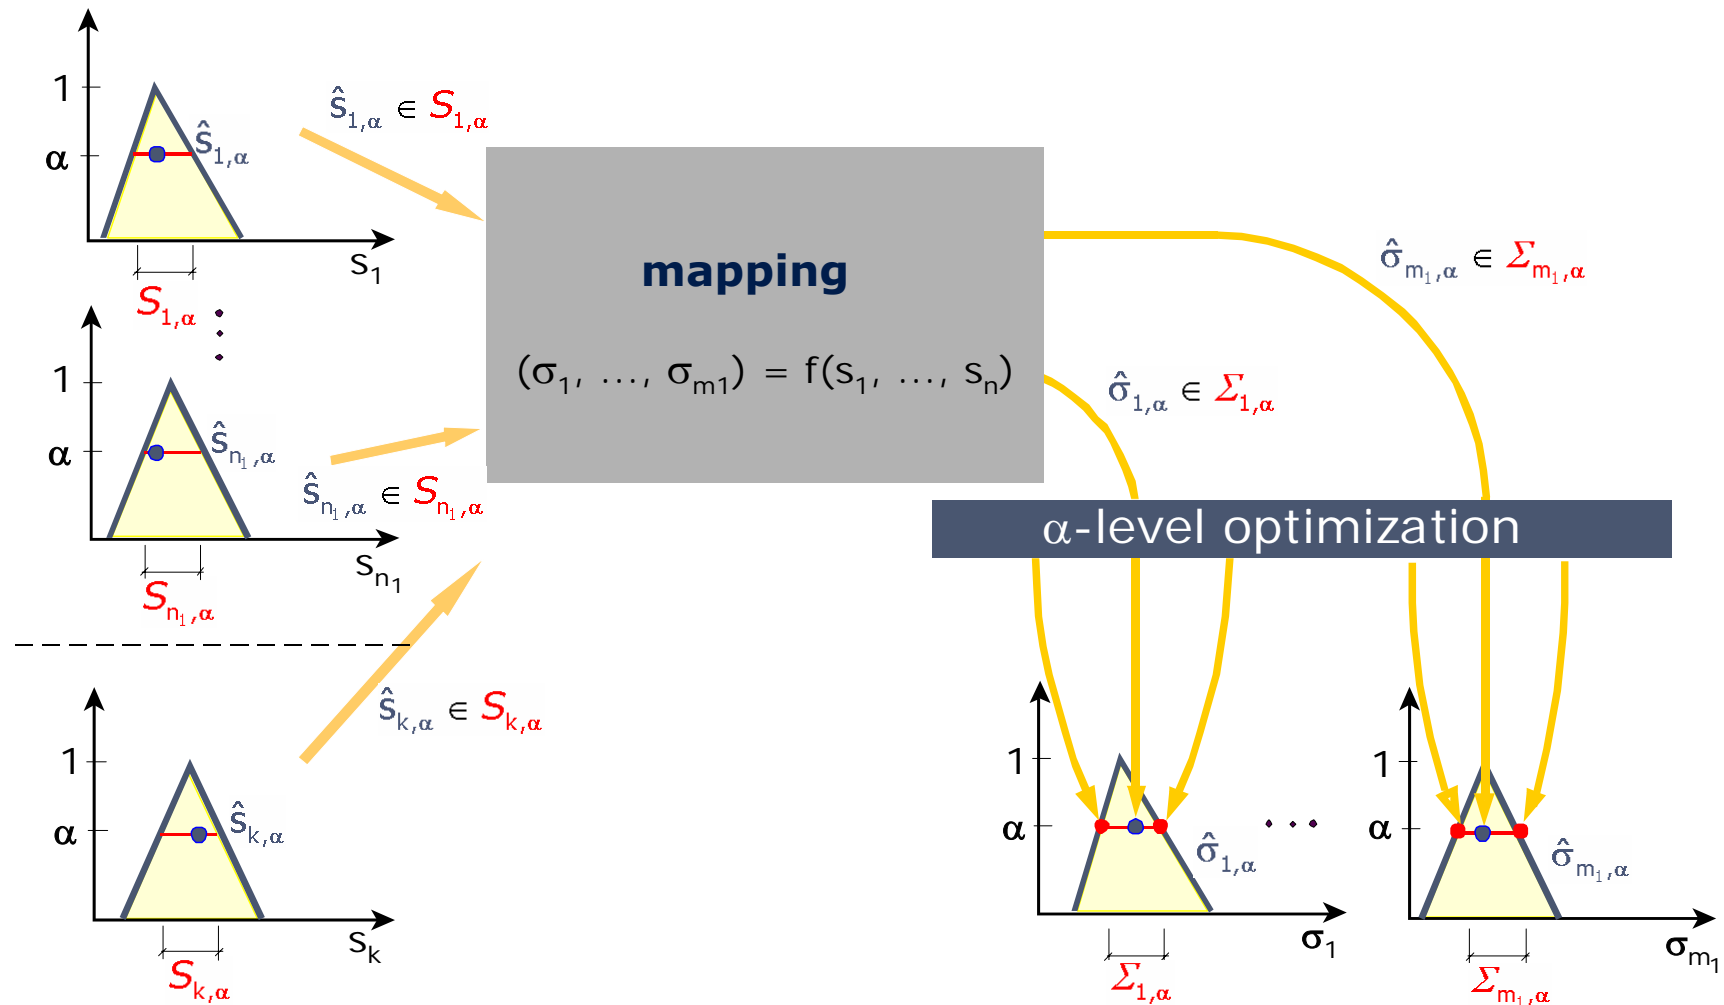 1
α
ŝ₁,α
s₁
S₁,α
ŝ₁,α ∈ S₁,α
1
α
ŝₙ₁,α
sₙ₁
Sₙ₁,α
ŝₙ₁,α ∈ Sₙ₁,α
1
α
ŝₖ,α
sₖ
Sₖ,α
ŝₖ,α ∈ Sₖ,α
mapping
(σ₁, ..., σₘ₁) = f(s₁, ..., sₙ)
σ̂ₘ₁,α ∈ Σₘ₁,α
σ̂₁,α ∈ Σ₁,α
α-level optimization
1
α
σ̂₁,α
σ₁
Σ₁,α
1
α
σ̂ₘ₁,α
σₘ₁
Σₘ₁,α